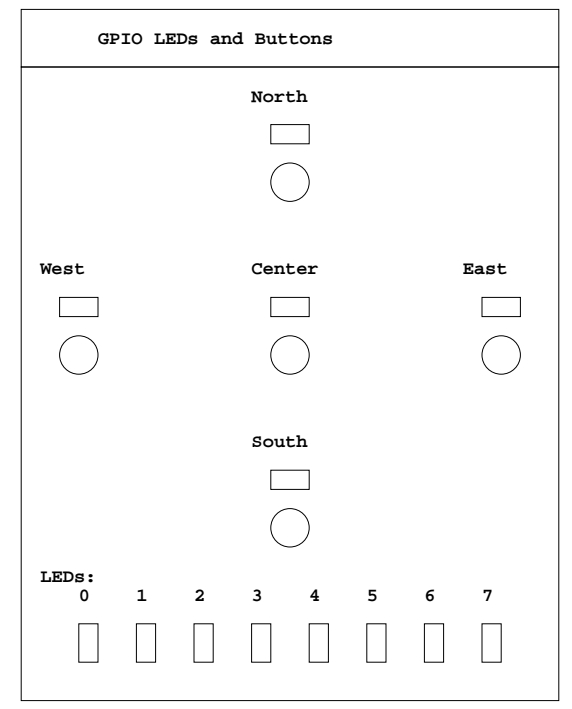 GPIO LEDs and Buttons
North
West Center East
South
LEDs:
0 1 2 3 4 5 6 7